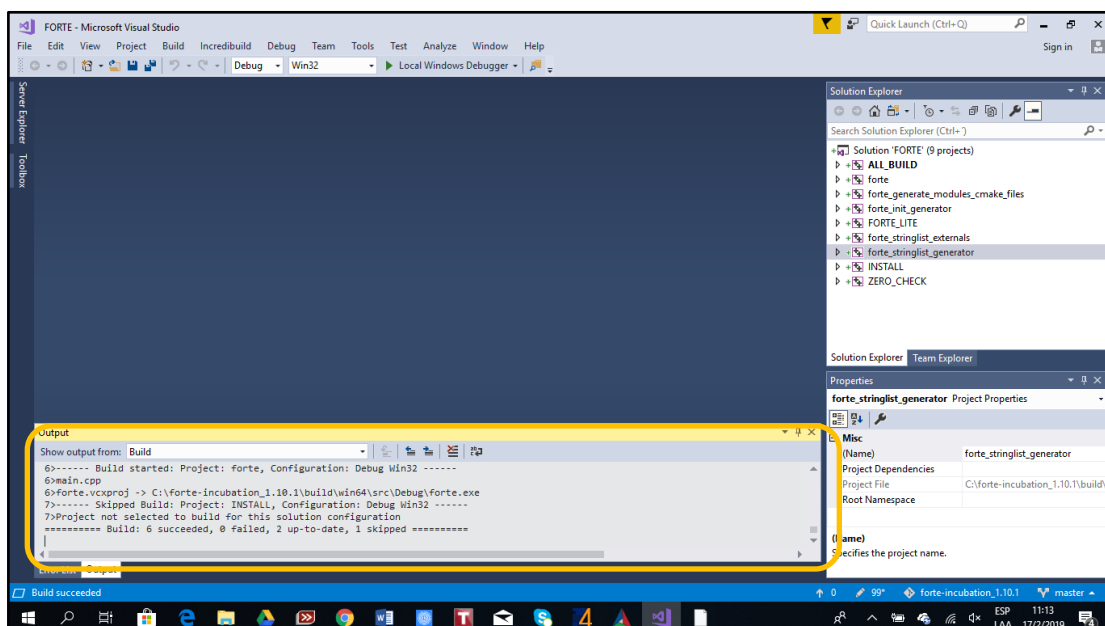 FORTE - Microsoft Visual Studio
Quick Launch (Ctrl+Q)
File Edit View Project Build Incredibuild Debug Team Tools Test Analyze Window Help
Sign in
Debug Win32 Local Windows Debugger
Server Explorer
Toolbox
Solution Explorer
Search Solution Explorer (Ctrl+´)
Solution 'FORTE' (9 projects)
ALL_BUILD
forte
forte_generate_modules_cmake_files
forte_init_generator
FORTE_LITE
forte_stringlist_externals
forte_stringlist_generator
INSTALL
ZERO_CHECK
Solution Explorer Team Explorer
Properties
forte_stringlist_generator Project Properties
Misc
(Name) forte_stringlist_generator
Project Dependencies
Project File C:\forte-incubation_1.10.1\build\
Root Namespace
(Name)
Specifies the project name.
Output
Show output from: Build
6>------ Build started: Project: forte, Configuration: Debug Win32 ------
6>main.cpp
6>forte.vcxproj -> C:\forte-incubation_1.10.1\build\win64\src\Debug\forte.exe
7>------ Skipped Build: Project: INSTALL, Configuration: Debug Win32 ------
7>Project not selected to build for this solution configuration
========== Build: 6 succeeded, 0 failed, 2 up-to-date, 1 skipped ==========
Error List Output
Build succeeded
0 99* forte-incubation_1.10.1 master
ESP 11:13
LAA 17/2/2019